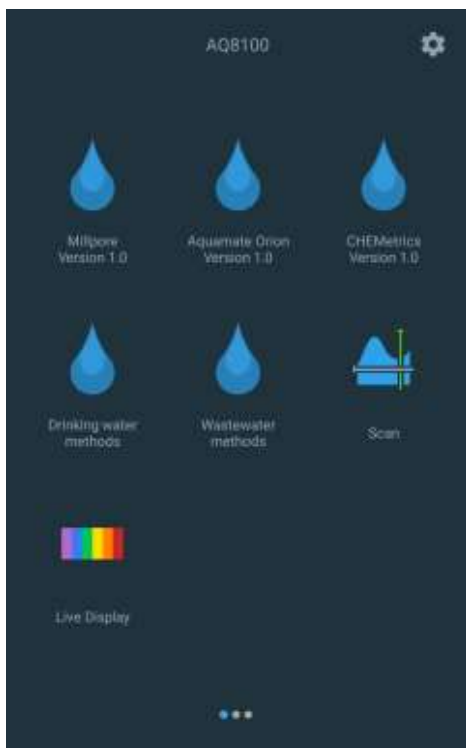 AQ8100
Millpore
Version 1.0
Aquamate Orion
Version 1.0
CHEMetrics
Version 1.0
Drinking water
methods
Wastewater
methods
Scan
Live Display